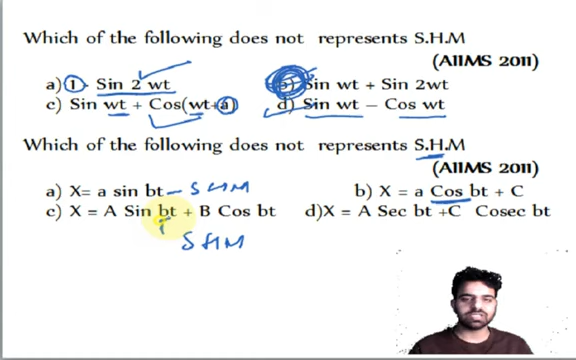 Which of the following does not represents S.H.M
(AIIMS 2011)
a) 1 - Sin 2 wt b) Sin wt + Sin 2wt
c) Sin wt + Cos(wt+a) d) Sin wt – Cos wt
Which of the following does not represents S.H.M
(AIIMS 2011)
a) X= a sin bt – SHM b) X = a Cos bt + C
c) X = A Sin bt + B Cos bt d)X = A Sec bt +C Cosec bt
SHM